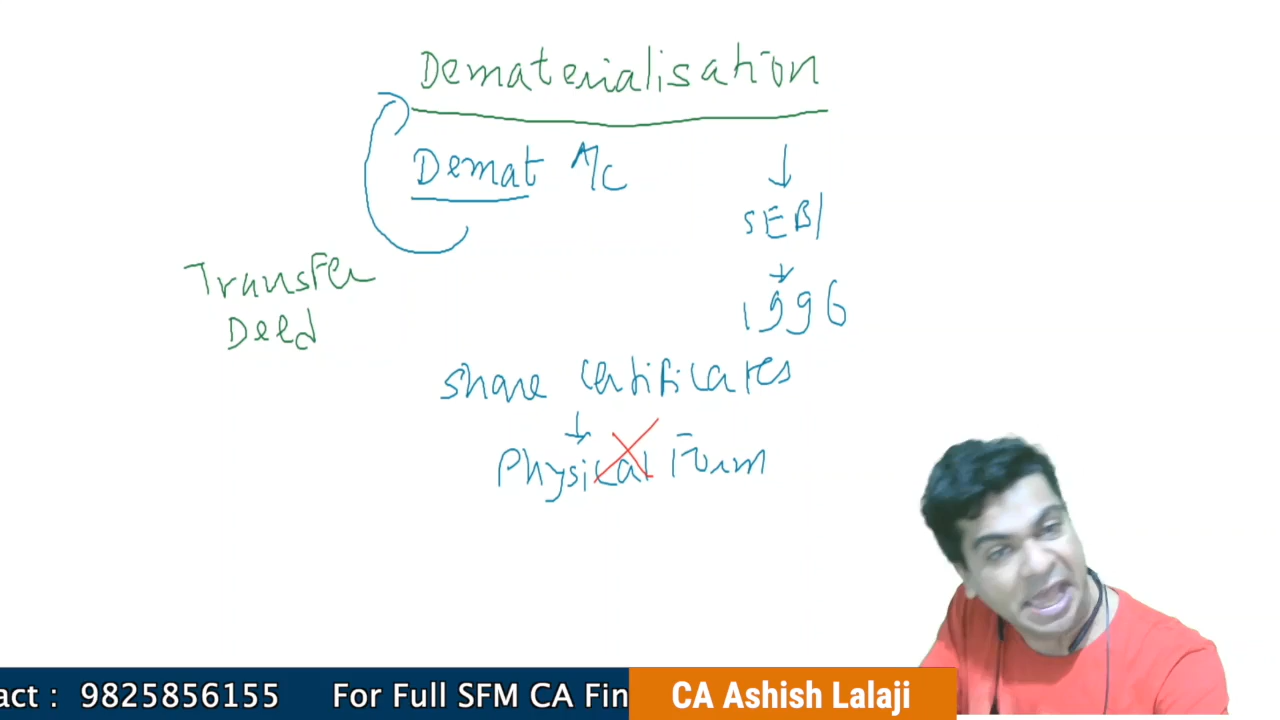 Dematerialisation
Demat A/C
SEBI
1996
Transfer
Deed
Share Certificates
Physical Form
act : 9825856155 For Full SFM CA Fin
CA Ashish Lalaji